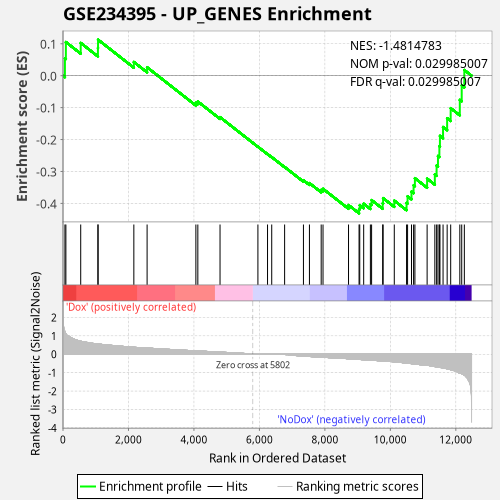 GSE234395 - UP_GENES Enrichment
NES: -1.4814783
NOM p-val: 0.029985007
FDR q-val: 0.029985007
Enrichment score (ES)
0.1
0.0
-0.1
-0.2
-0.3
-0.4
'Dox' (positively correlated)
Ranked list metric (Signal2Noise)
2
1
0
-1
-2
-3
-4
Zero cross at 5802
'NoDox' (negatively correlated)
0
2,000
4,000
6,000
8,000
10,000
12,000
Rank in Ordered Dataset
Enrichment profile
Hits
Ranking metric scores